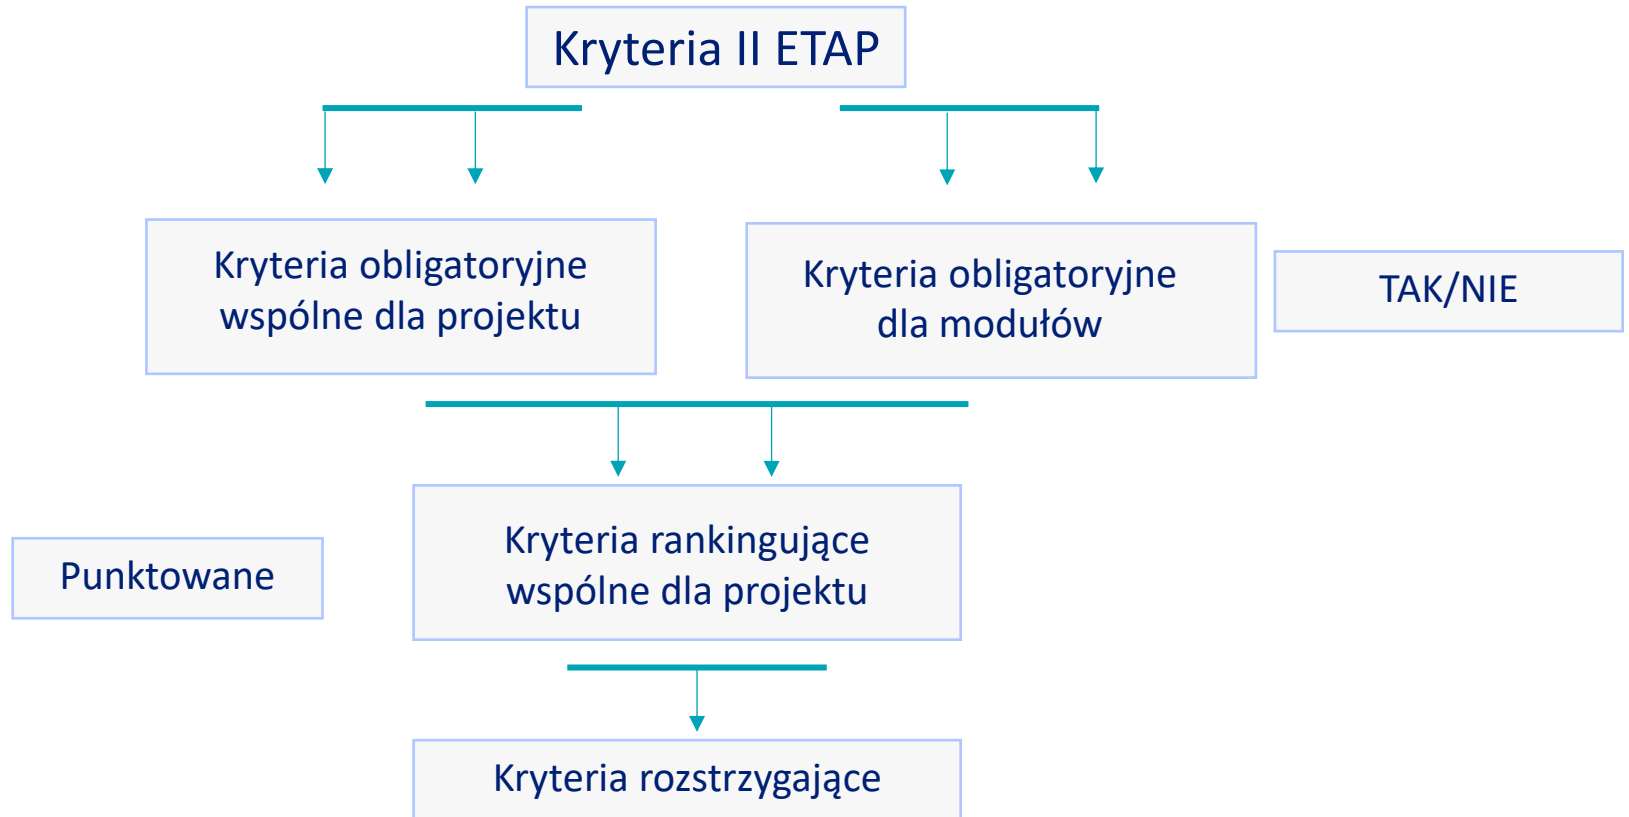 Kryteria II ETAP
Kryteria obligatoryjne
wspólne dla projektu
Kryteria obligatoryjne
dla modułów
TAK/NIE
Punktowane
Kryteria rankingujące
wspólne dla projektu
Kryteria rozstrzygające